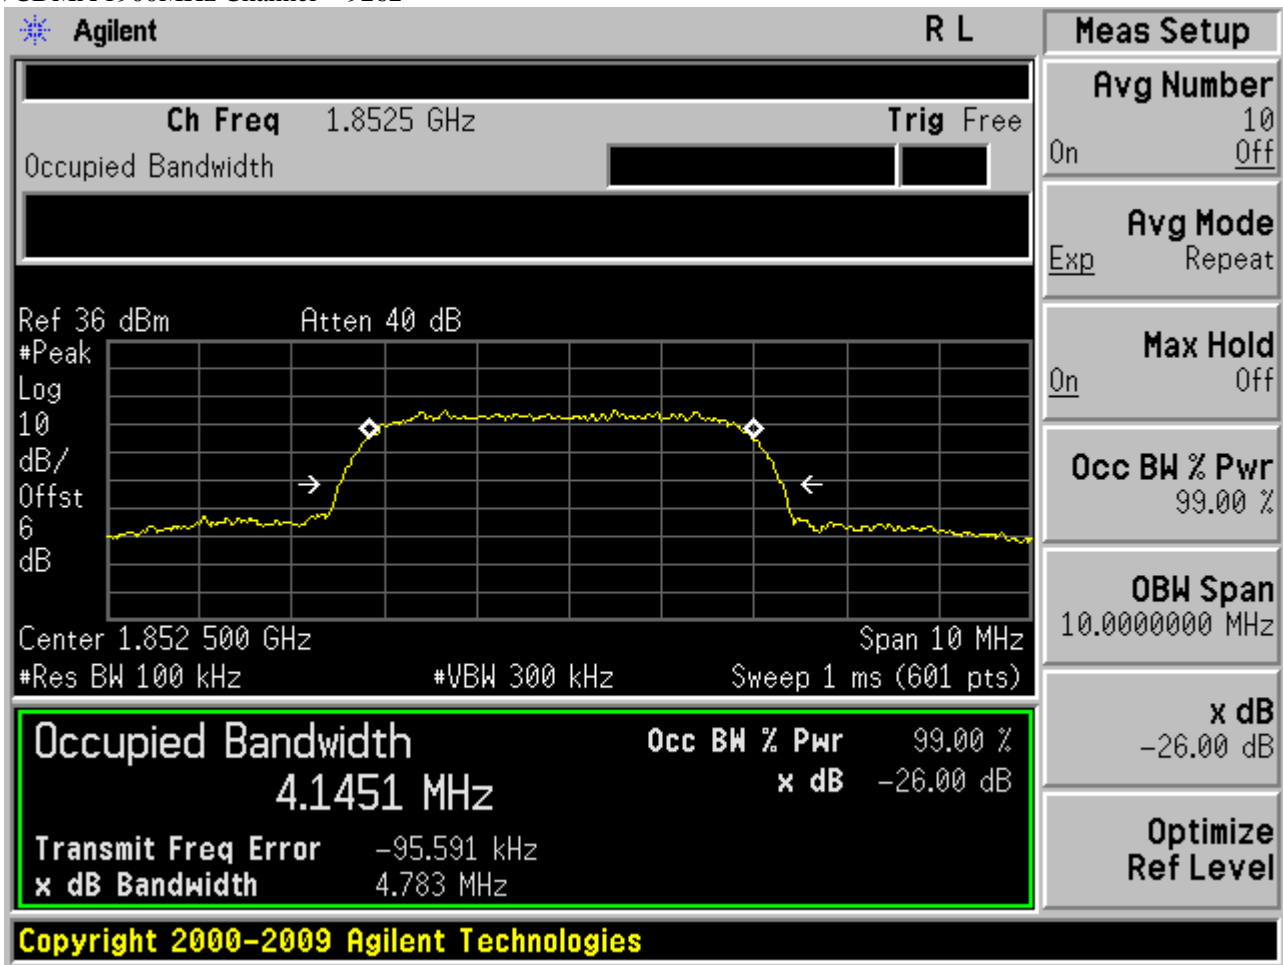 Agilent R L
Ch Freq 1.8525 GHz Trig Free
Occupied Bandwidth
Ref 36 dBm Atten 40 dB
#Peak
Log
10
dB/
Offst
6
dB
Center 1.852 500 GHz Span 10 MHz
#Res BW 100 kHz #VBW 300 kHz Sweep 1 ms (601 pts)
Occupied Bandwidth
4.1451 MHz
Occ BW % Pwr 99.00 %
x dB -26.00 dB
Transmit Freq Error -95.591 kHz
x dB Bandwidth 4.783 MHz
Copyright 2000-2009 Agilent Technologies
Meas Setup
Avg Number
10
On Off
Avg Mode
Exp Repeat
Max Hold
On Off
Occ BW % Pwr
99.00 %
OBW Span
10.0000000 MHz
x dB
-26.00 dB
Optimize
Ref Level